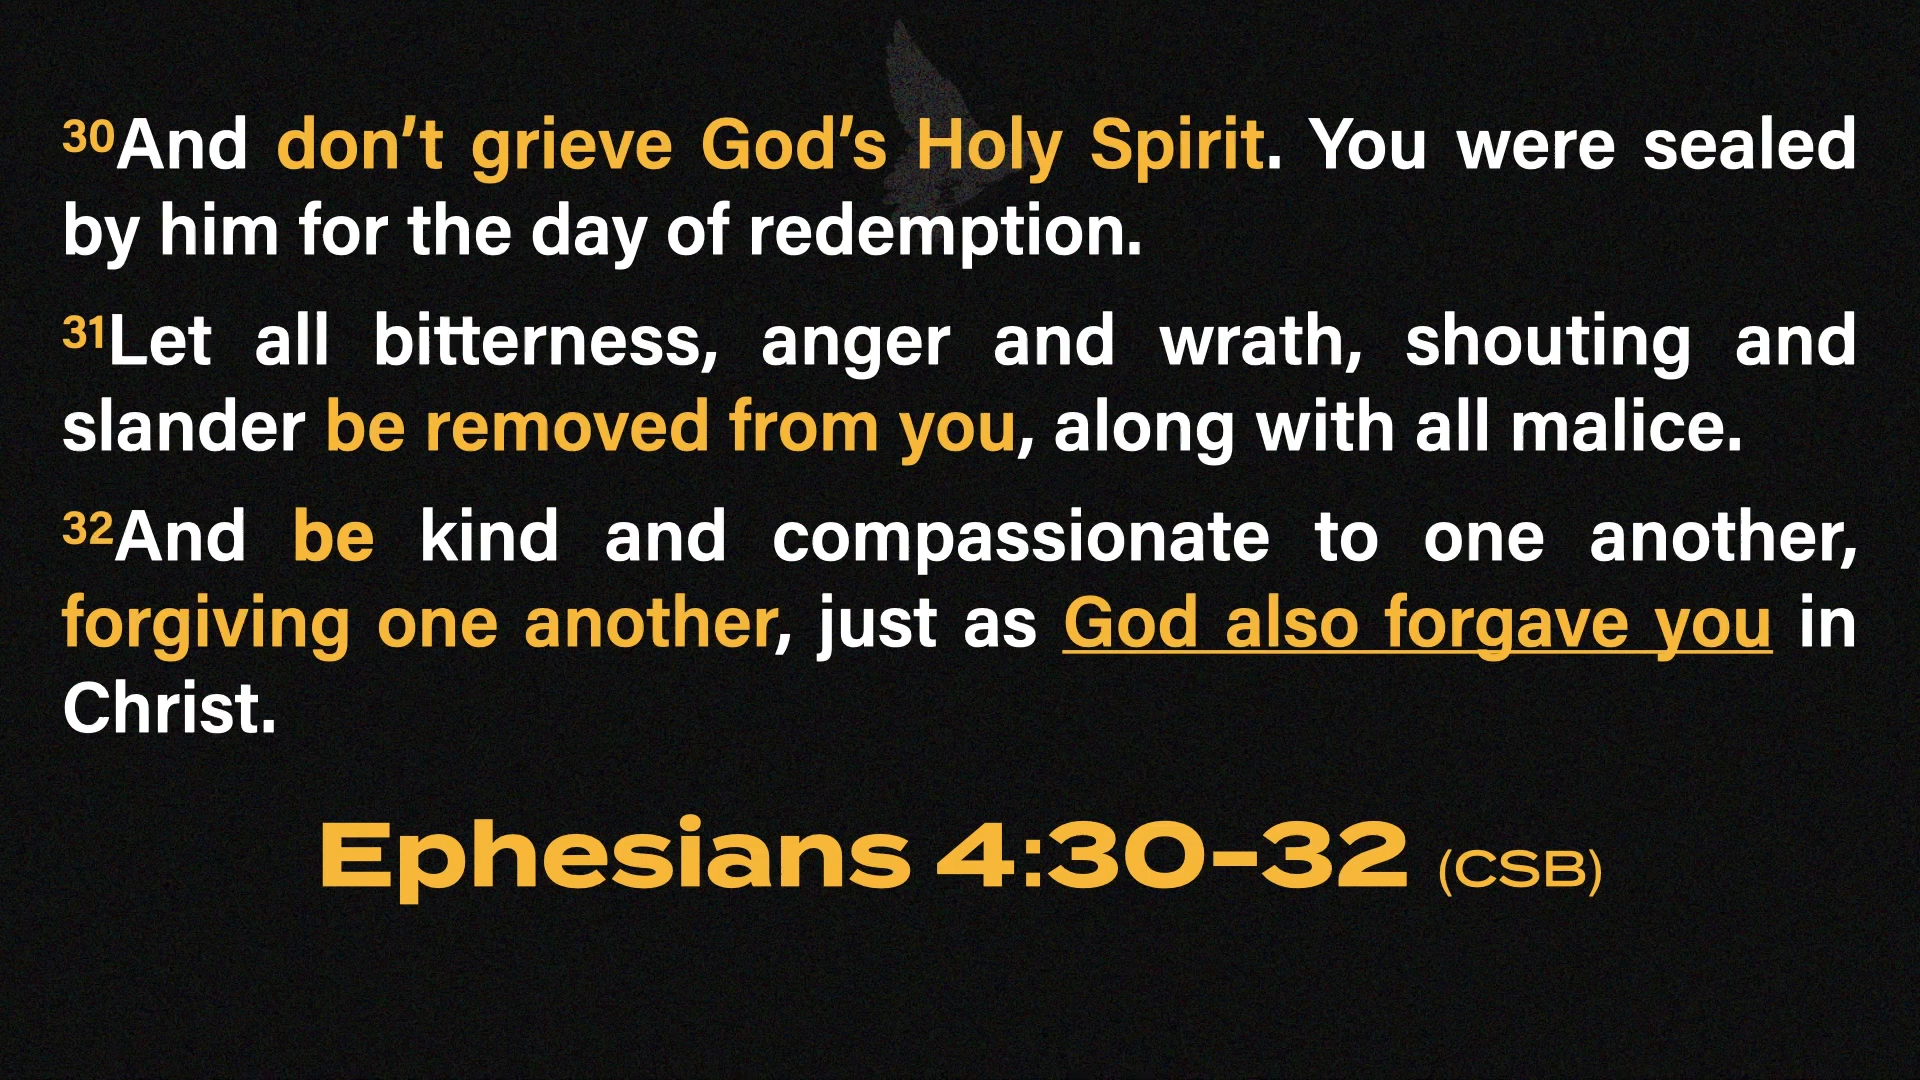 30And don’t grieve God’s Holy Spirit. You were sealed
by him for the day of redemption.
31Let all bitterness, anger and wrath, shouting and
slander be removed from you, along with all malice.
32And be kind and compassionate to one another,
forgiving one another, just as God also forgave you in
Christ.
Ephesians 4:30–32 (CSB)